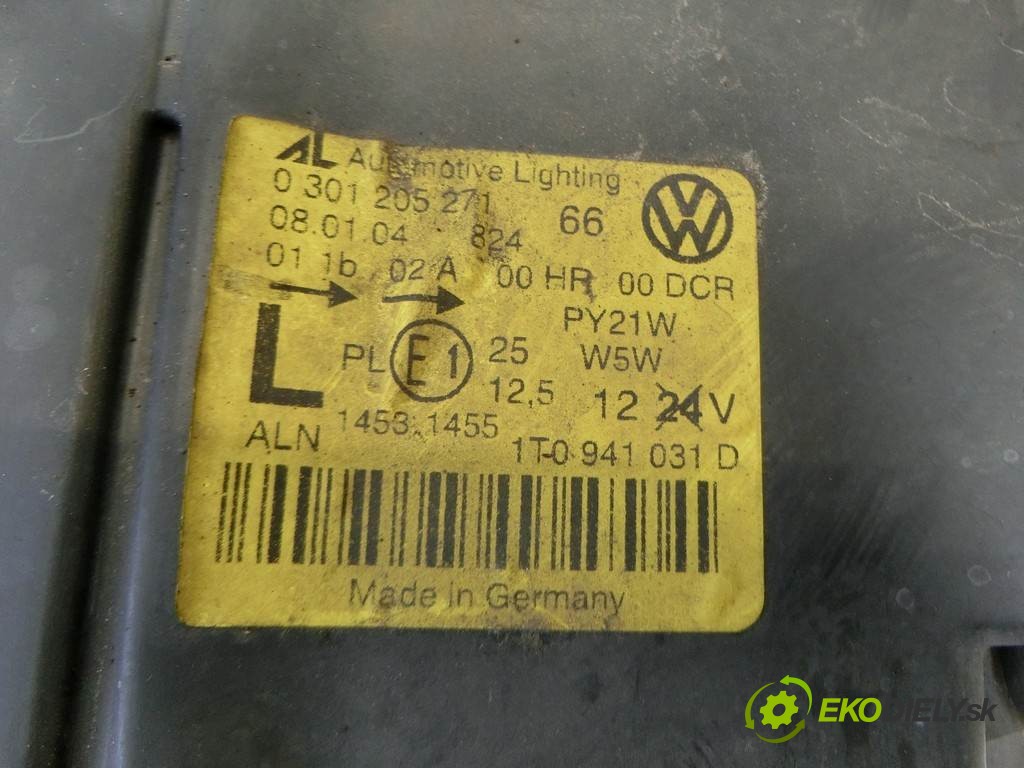 AL Automotive Lighting
0 301 205 271
66
08.01.04 824
01 1b 02 A 00 HR 00 DCR
PY21W
L PL E1 25 W5W
12,5 12 24 V
1453 1455
ALN 1T0 941 031 D
Made in Germany
EKODIELY.sk